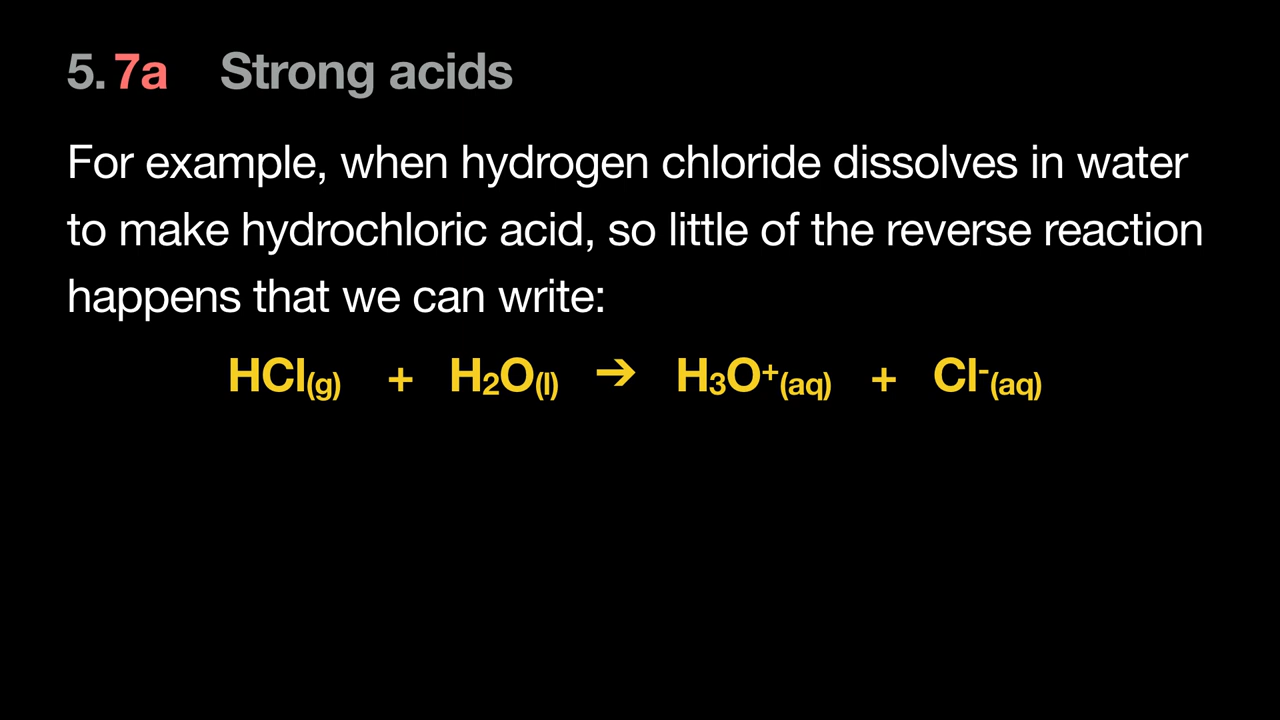 5.7a Strong acids
For example, when hydrogen chloride dissolves in water
to make hydrochloric acid, so little of the reverse reaction
happens that we can write:
HCl(g) + H₂O(l) ➔ H₃O⁺(aq) + Cl⁻(aq)